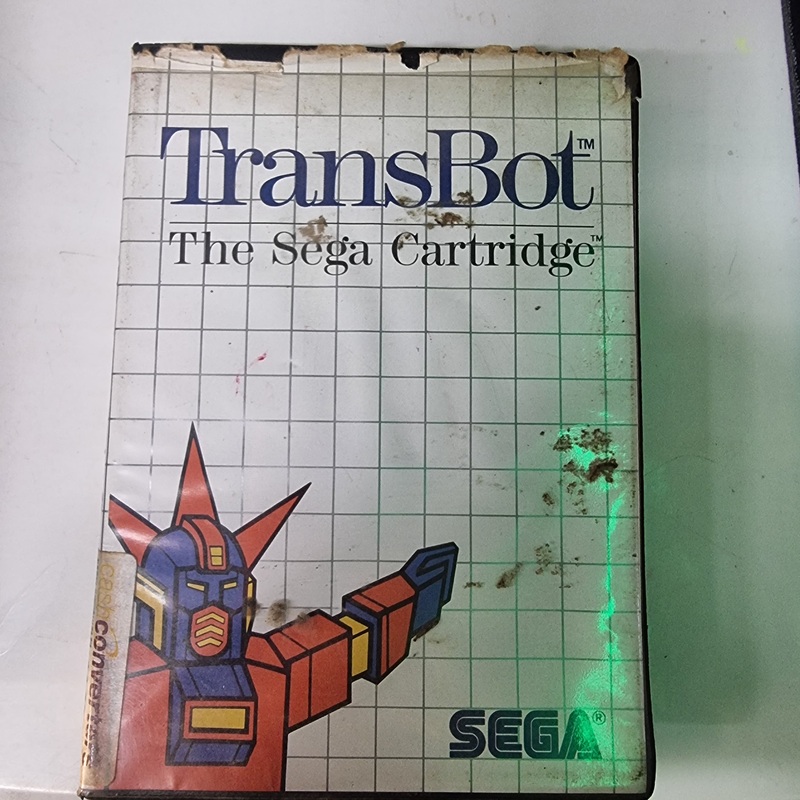 TransBot™
The Sega Cartridge™
SEGA®